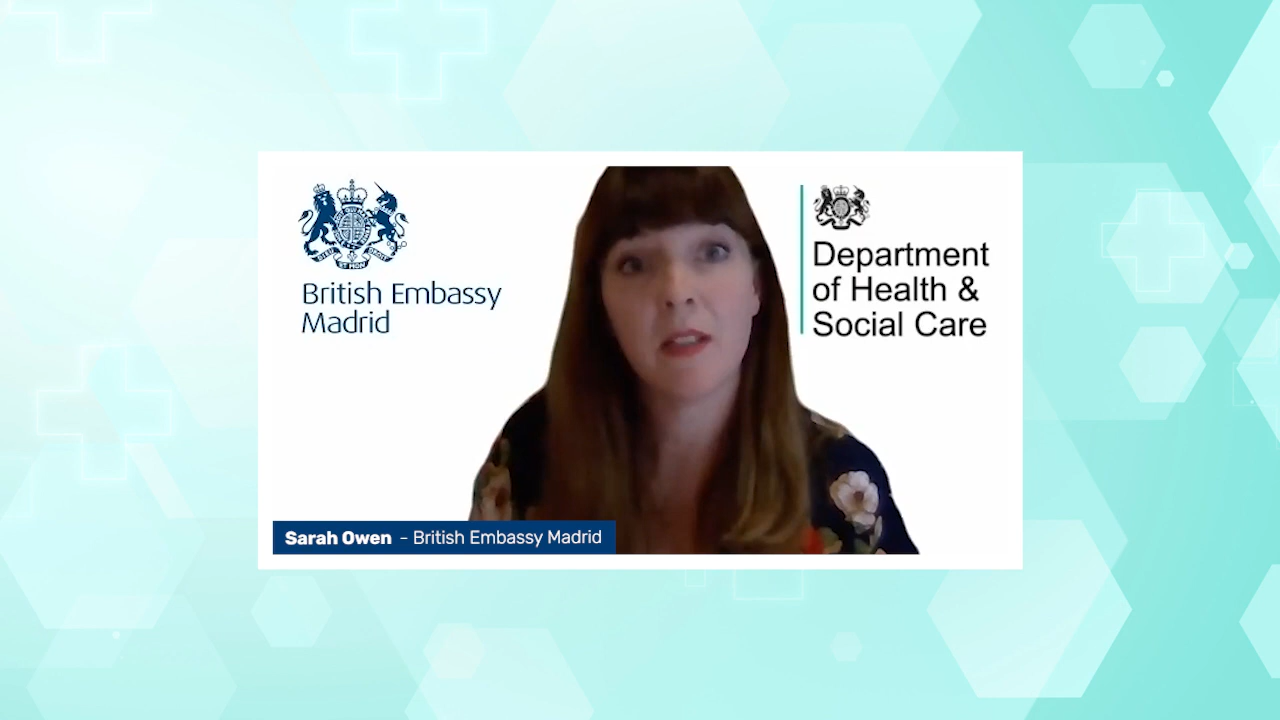 British Embassy
Madrid
Department
of Health &
Social Care
Sarah Owen - British Embassy Madrid